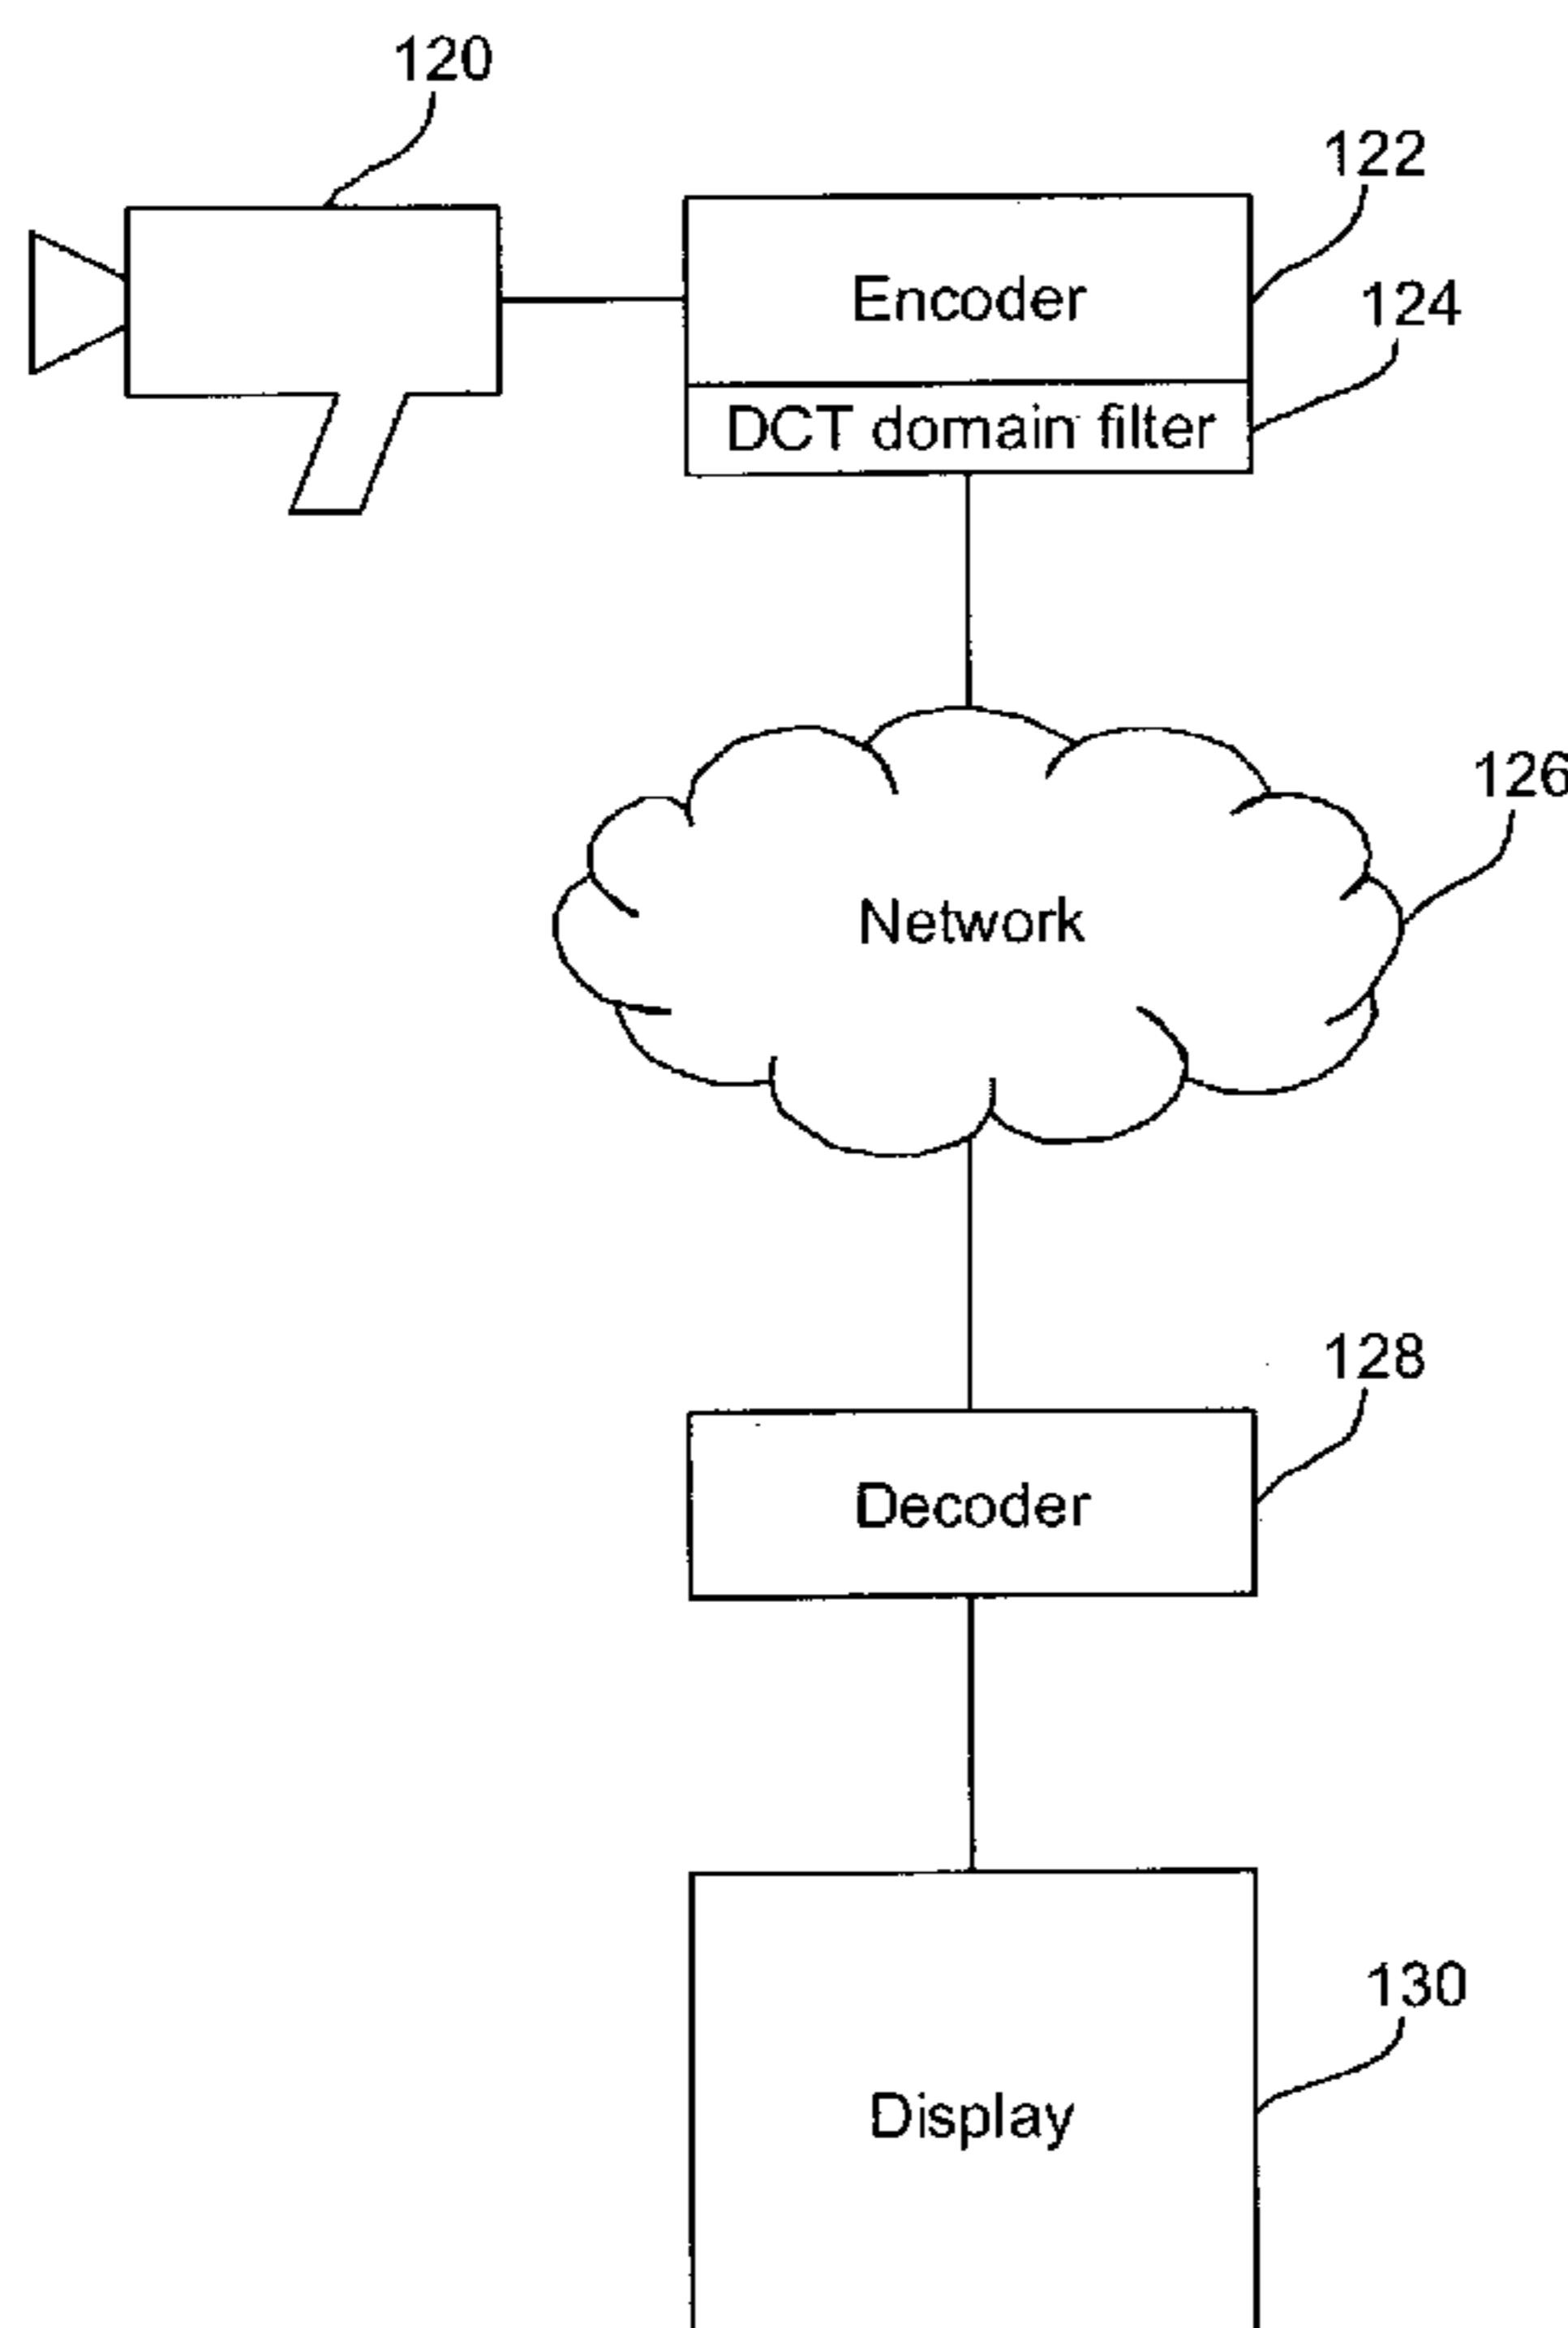 120
122
Encoder
124
DCT domain filter
126
Network
128
Decoder
130
Display